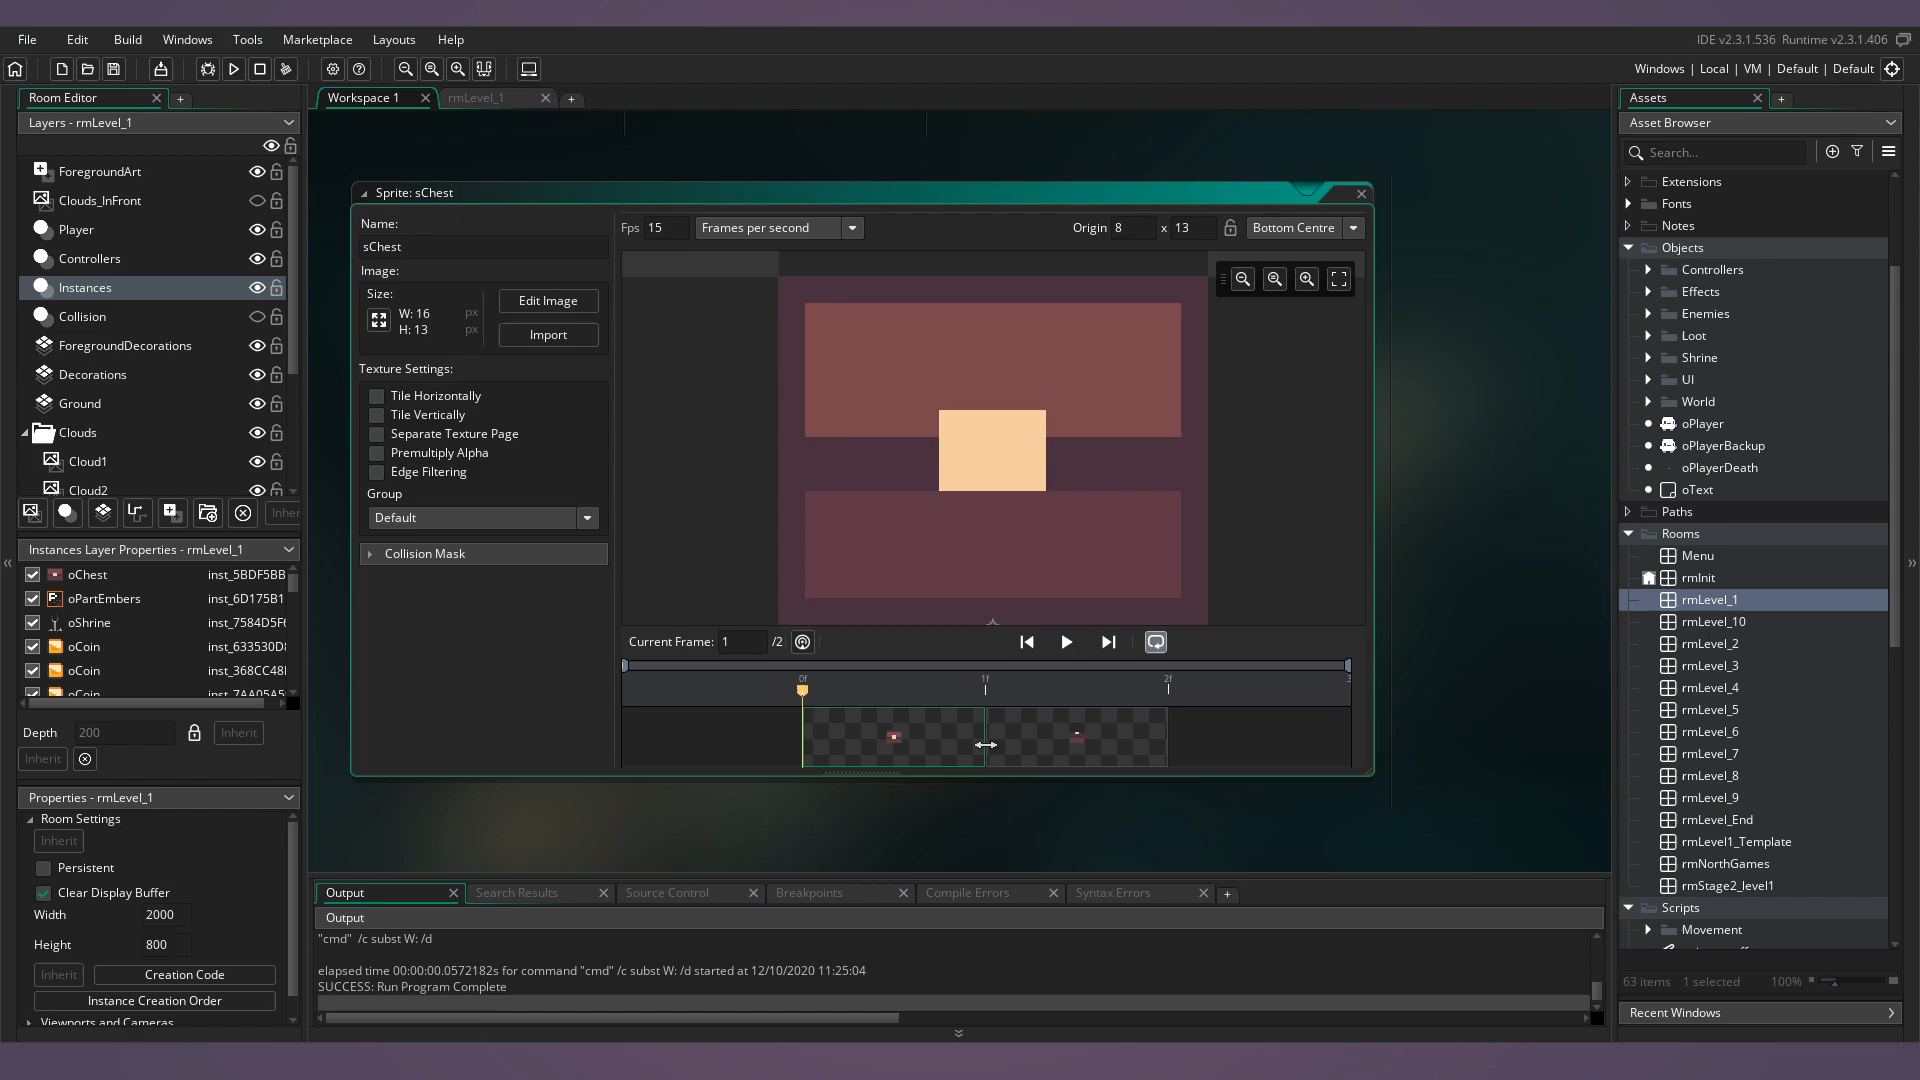 File Edit Build Windows Tools Marketplace Layouts Help
IDE v2.3.1.536 Runtime v2.3.1.406
Windows | Local | VM | Default | Default
Room Editor
Layers - rmLevel_1
ForegroundArt
Clouds_InFront
Player
Controllers
Instances
Collision
ForegroundDecorations
Decorations
Ground
Clouds
Cloud1
Cloud2
Inher
Instances Layer Properties - rmLevel_1
oChest inst_5BDF5BB
oPartEmbers inst_6D175B1
oShrine inst_7584D5F6
oCoin inst_633530D8
oCoin inst_368CC48
oCoin inst_7AA05A5
Depth 200 Inherit
Inherit
Properties - rmLevel_1
Room Settings
Inherit
Persistent
Clear Display Buffer
Width 2000
Height 800
Inherit Creation Code
Instance Creation Order
Viewports and Cameras
Workspace 1 rmLevel_1
Sprite: sChest
Name:
sChest
Image:
Size:
W: 16 px
H: 13 px
Edit Image
Import
Texture Settings:
Tile Horizontally
Tile Vertically
Separate Texture Page
Premultiply Alpha
Edge Filtering
Group
Default
Collision Mask
Fps 15 Frames per second Origin 8 x 13 Bottom Centre
Current Frame: 1 /2
0f 1f 2f 3
Output Search Results Source Control Breakpoints Compile Errors Syntax Errors
Output
"cmd" /c subst W: /d
elapsed time 00:00:00.0572182s for command "cmd" /c subst W: /d started at 12/10/2020 11:25:04
SUCCESS: Run Program Complete
Assets
Asset Browser
Search...
Extensions
Fonts
Notes
Objects
Controllers
Effects
Enemies
Loot
Shrine
UI
World
oPlayer
oPlayerBackup
oPlayerDeath
oText
Paths
Rooms
Menu
rmInit
rmLevel_1
rmLevel_10
rmLevel_2
rmLevel_3
rmLevel_4
rmLevel_5
rmLevel_6
rmLevel_7
rmLevel_8
rmLevel_9
rmLevel_End
rmLevel1_Template
rmNorthGames
rmStage2_level1
Scripts
Movement
63 items 1 selected 100%
Recent Windows